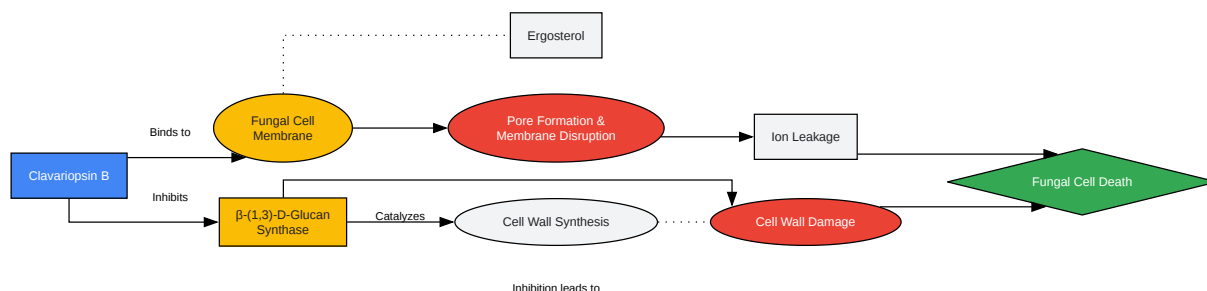 Ergosterol
Fungal Cell
Membrane
Pore Formation &
Membrane Disruption
Binds to
Ion Leakage
Clavariopsin B
Fungal Cell Death
Inhibits
β-(1,3)-D-Glucan
Synthase
Catalyzes
Cell Wall Synthesis
Cell Wall Damage
Inhibition leads to